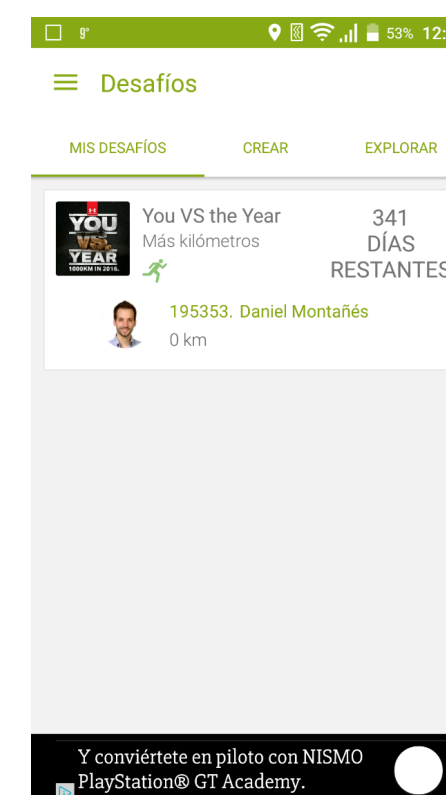 9°
53% 12:
Desafíos
MIS DESAFÍOS
CREAR
EXPLORAR
YOU
VS.
YEAR
1000KM IN 2016.
You VS the Year
Más kilómetros
341
DÍAS
RESTANTES
195353. Daniel Montañés
0 km
Y conviértete en piloto con NISMO
PlayStation® GT Academy.